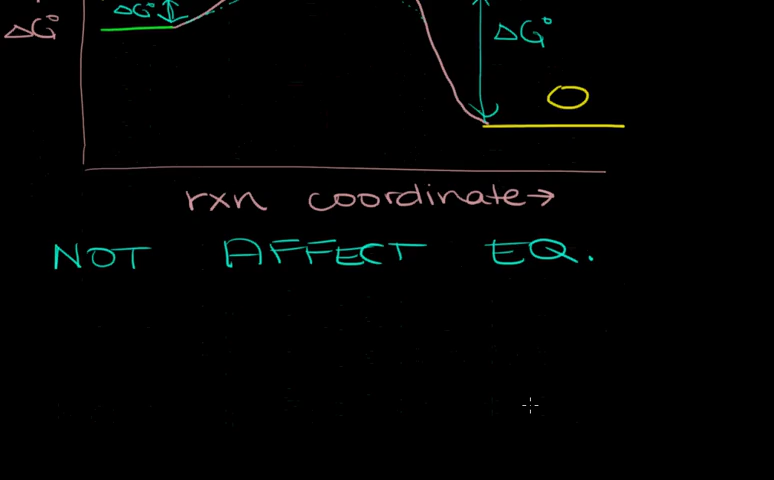 ΔG°
ΔG°
ΔG°
rxn coordinate→
NOT AFFECT EQ.